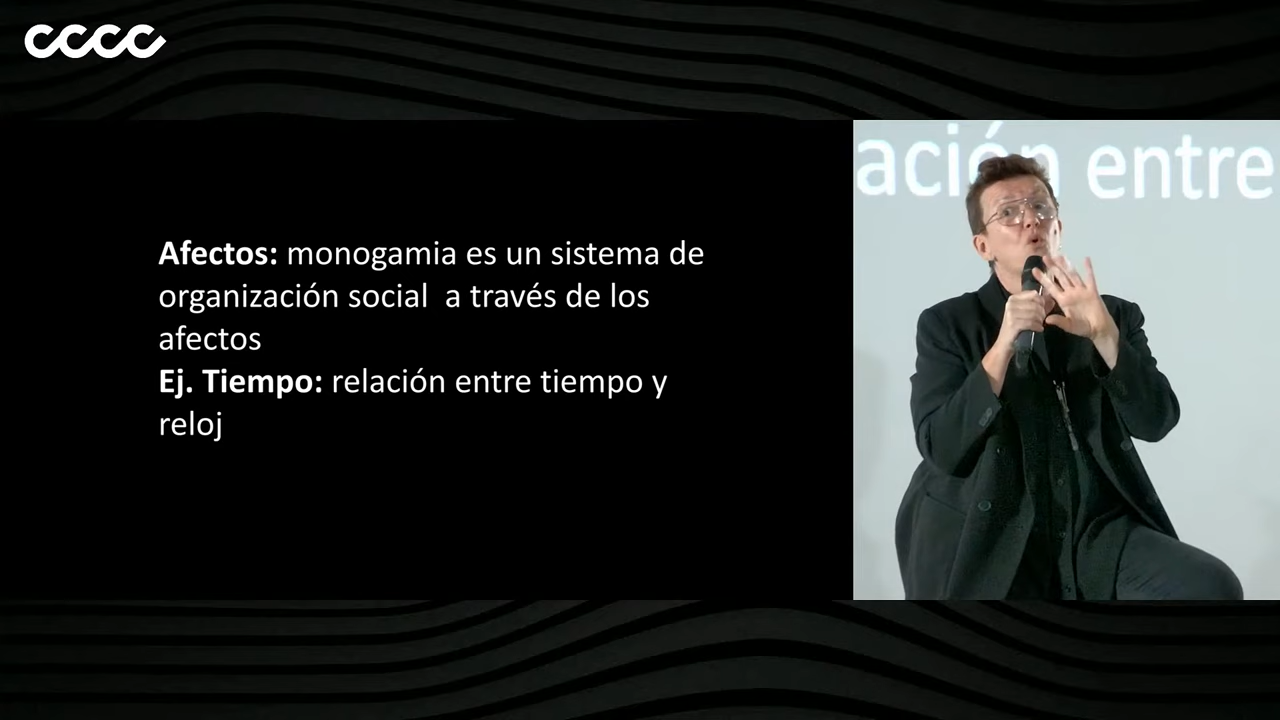 cccc
Afectos: monogamia es un sistema de
organización social  a través de los
afectos
Ej. Tiempo: relación entre tiempo y
reloj
ación entre